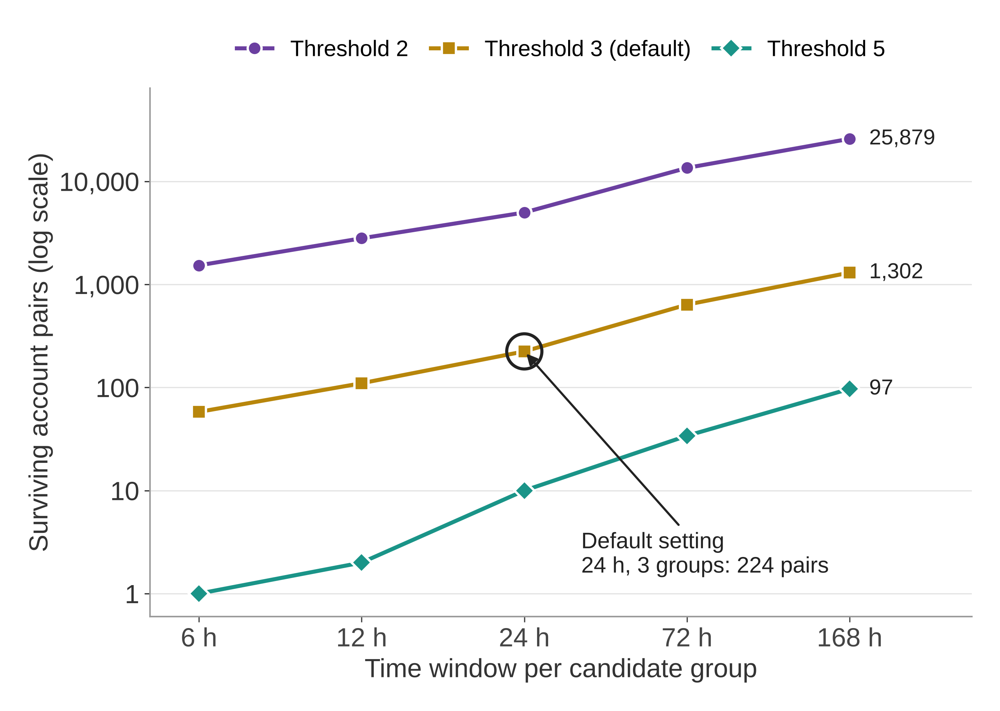 Threshold 2 Threshold 3 (default) Threshold 5
Surviving account pairs (log scale)
10,000
1,000
100
10
1
25,879
1,302
97
Default setting
24 h, 3 groups: 224 pairs
6 h 12 h 24 h 72 h 168 h
Time window per candidate group